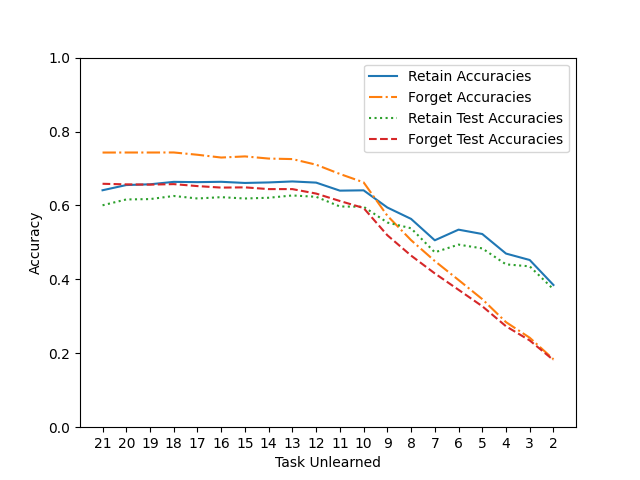 1.0
0.8
0.6
0.4
0.2
0.0
Accuracy
Retain Accuracies
Forget Accuracies
Retain Test Accuracies
Forget Test Accuracies
21 20 19 18 17 16 15 14 13 12 11 10 9 8 7 6 5 4 3 2
Task Unlearned